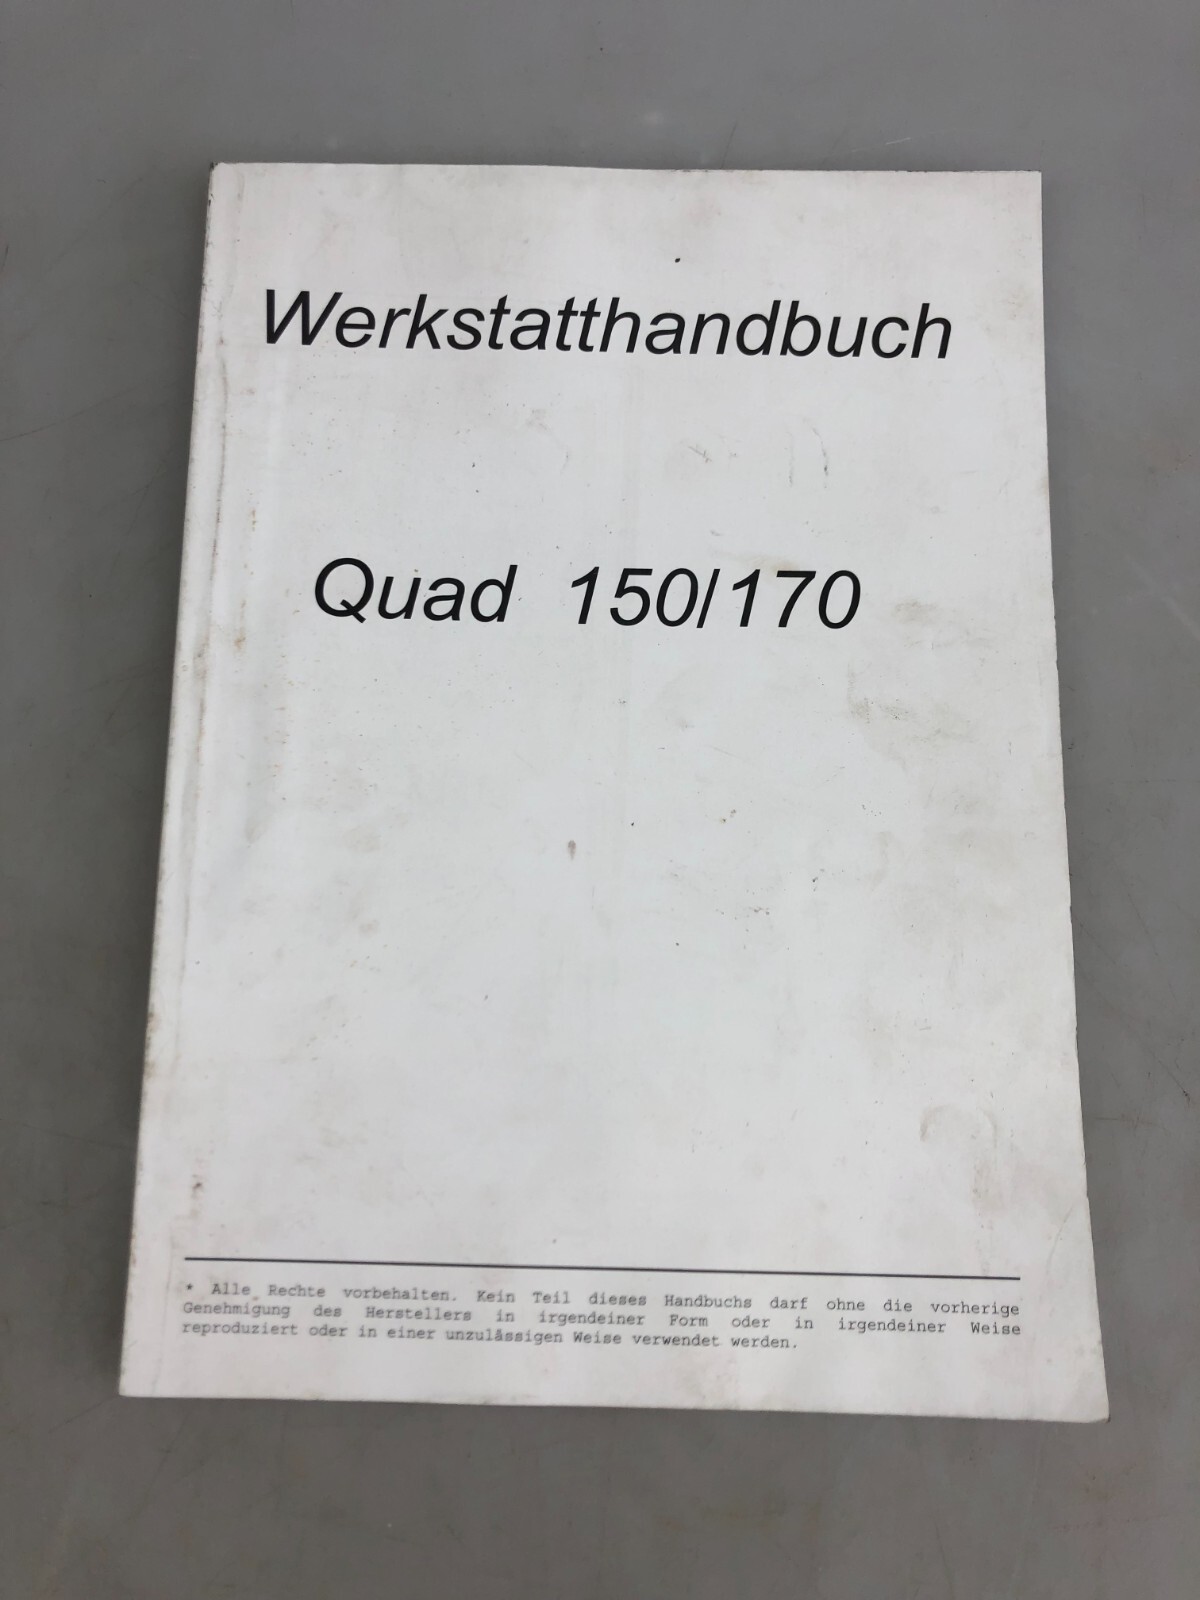 Werkstatthandbuch
Quad 150/170
* Alle Rechte vorbehalten. Kein Teil dieses Handbuchs darf ohne die vorherige
Genehmigung des Herstellers in irgendeiner Form oder in irgendeiner Weise
reproduziert oder in einer unzulässigen Weise verwendet werden.